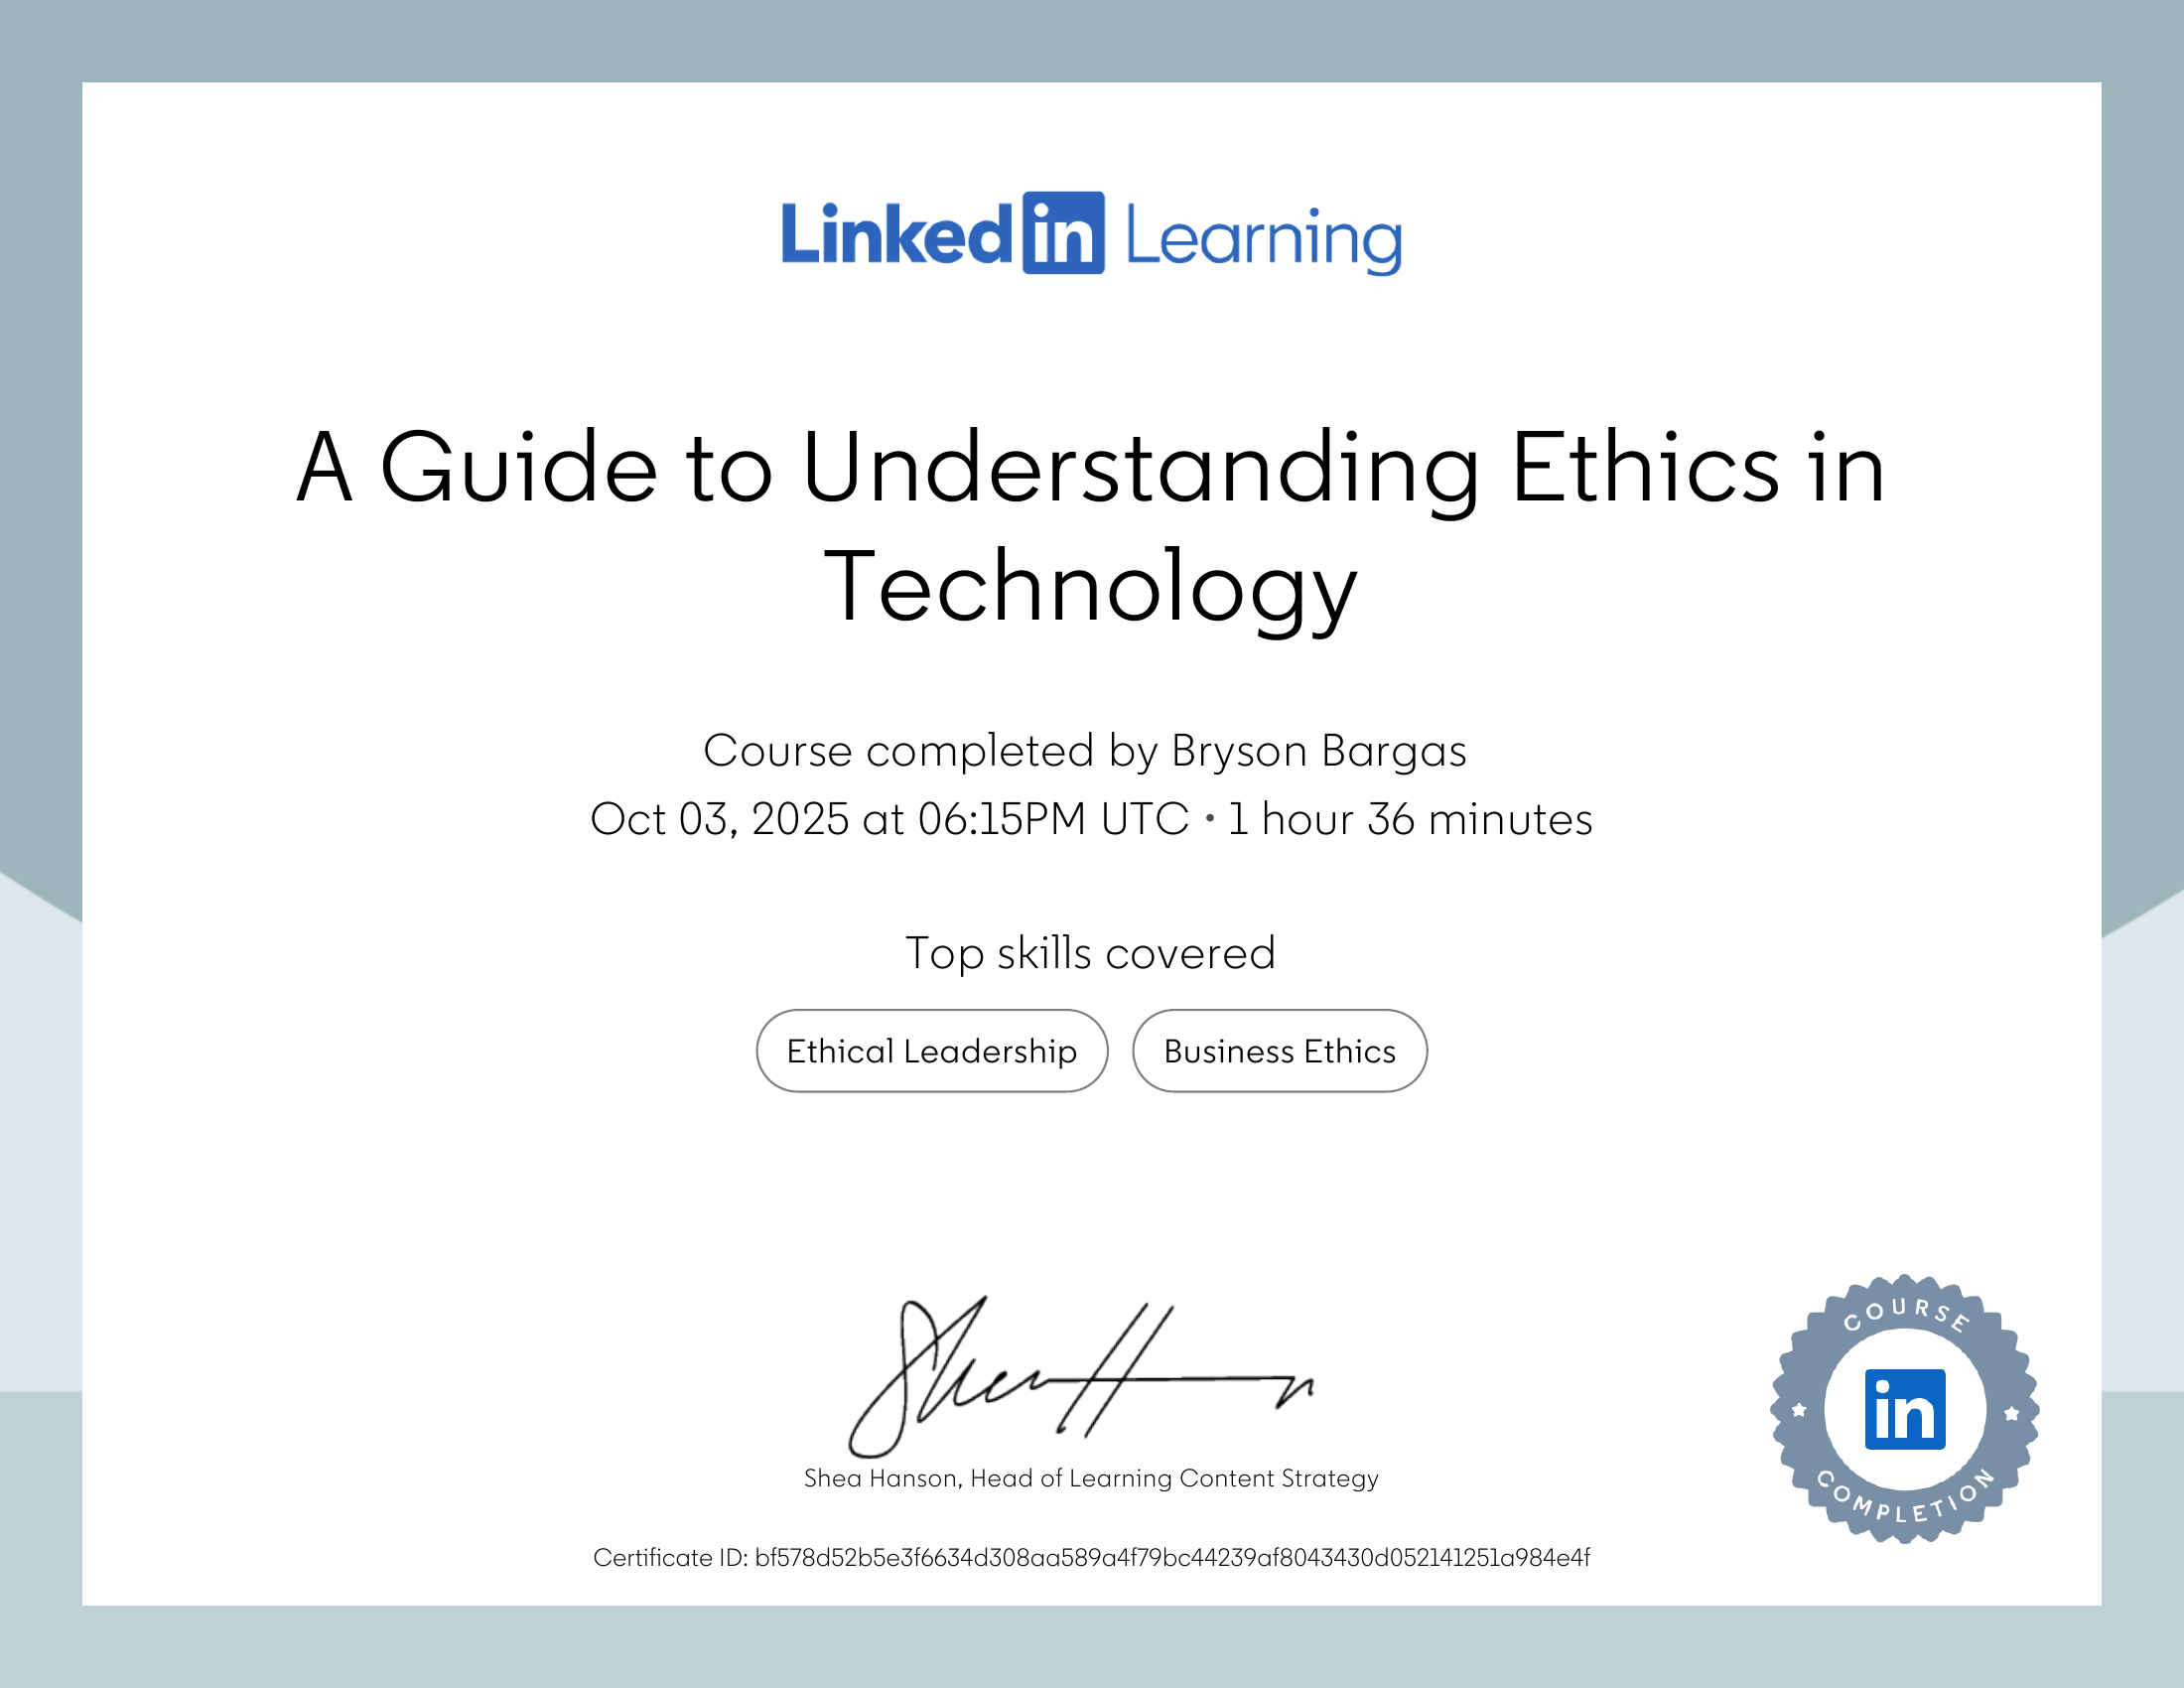 Linked in Learning
A Guide to Understanding Ethics in
Technology
Course completed by Bryson Bargas
Oct 03, 2025 at 06:15PM UTC • 1 hour 36 minutes
Top skills covered
Ethical Leadership
Business Ethics
Shea Hanson, Head of Learning Content Strategy
Certificate ID: bf578d52b5e3f6634d308aa589a4f79bc44239af8043430d052141251a984e4f
COURSE
in
COMPLETION